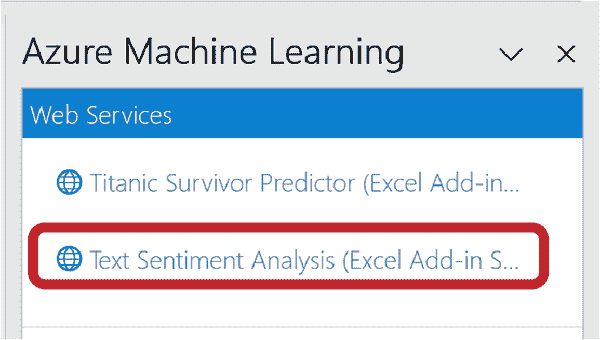 Azure Machine Learning
Web Services
Titanic Survivor Predictor (Excel Add-in...
Text Sentiment Analysis (Excel Add-in S...